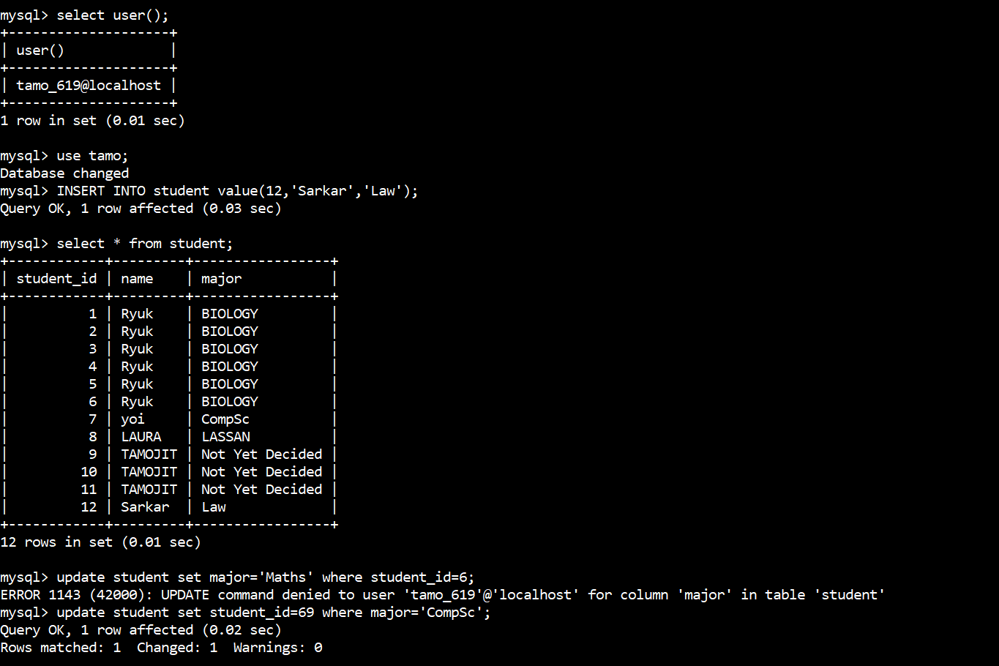 mysql> select user();
+--------------------+
| user()             |
+--------------------+
| tamo_619@localhost |
+--------------------+
1 row in set (0.01 sec)

mysql> use tamo;
Database changed
mysql> INSERT INTO student value(12,'Sarkar','Law');
Query OK, 1 row affected (0.03 sec)

mysql> select * from student;
+------------+---------+-----------------+
| student_id | name    | major           |
+------------+---------+-----------------+
|          1 | Ryuk    | BIOLOGY         |
|          2 | Ryuk    | BIOLOGY         |
|          3 | Ryuk    | BIOLOGY         |
|          4 | Ryuk    | BIOLOGY         |
|          5 | Ryuk    | BIOLOGY         |
|          6 | Ryuk    | BIOLOGY         |
|          7 | yoi     | CompSc          |
|          8 | LAURA   | LASSAN          |
|          9 | TAMOJIT | Not Yet Decided |
|         10 | TAMOJIT | Not Yet Decided |
|         11 | TAMOJIT | Not Yet Decided |
|         12 | Sarkar  | Law             |
+------------+---------+-----------------+
12 rows in set (0.01 sec)

mysql> update student set major='Maths' where student_id=6;
ERROR 1143 (42000): UPDATE command denied to user 'tamo_619'@'localhost' for column 'major' in table 'student'
mysql> update student set student_id=69 where major='CompSc';
Query OK, 1 row affected (0.02 sec)
Rows matched: 1  Changed: 1  Warnings: 0